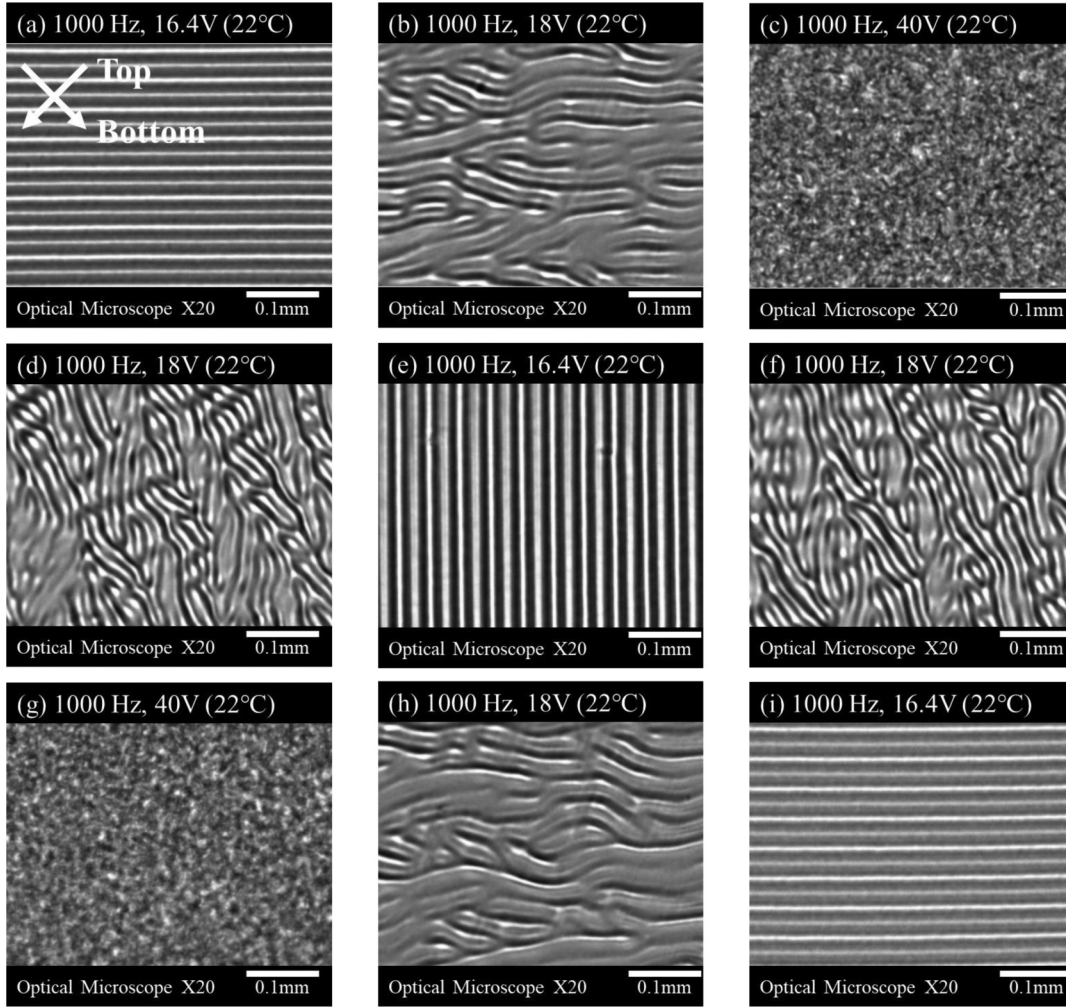 (a) 1000 Hz, 16.4V (22℃)
Top
Bottom
Optical Microscope X20 0.1mm
(b) 1000 Hz, 18V (22℃)
Optical Microscope X20 0.1mm
(c) 1000 Hz, 40V (22℃)
Optical Microscope X20 0.1mm
(d) 1000 Hz, 18V (22℃)
Optical Microscope X20 0.1mm
(e) 1000 Hz, 16.4V (22℃)
Optical Microscope X20 0.1mm
(f) 1000 Hz, 18V (22℃)
Optical Microscope X20 0.1mm
(g) 1000 Hz, 40V (22℃)
Optical Microscope X20 0.1mm
(h) 1000 Hz, 18V (22℃)
Optical Microscope X20 0.1mm
(i) 1000 Hz, 16.4V (22℃)
Optical Microscope X20 0.1mm